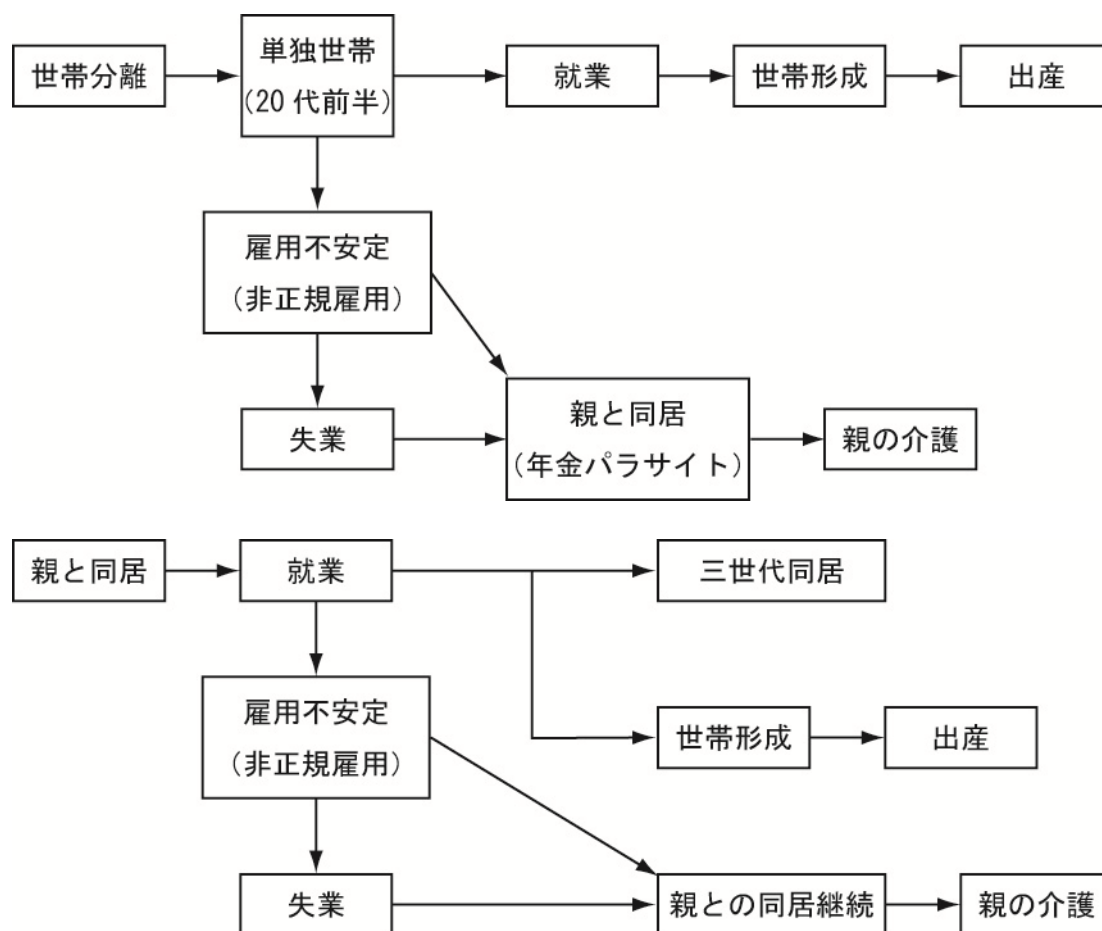 世帯分離
単独世帯
(20代前半)
就業
世帯形成
出産
雇用不安定
(非正規雇用)
失業
親と同居
(年金パラサイト)
親の介護
親と同居
就業
三世代同居
雇用不安定
(非正規雇用)
世帯形成
出産
失業
親との同居継続
親の介護